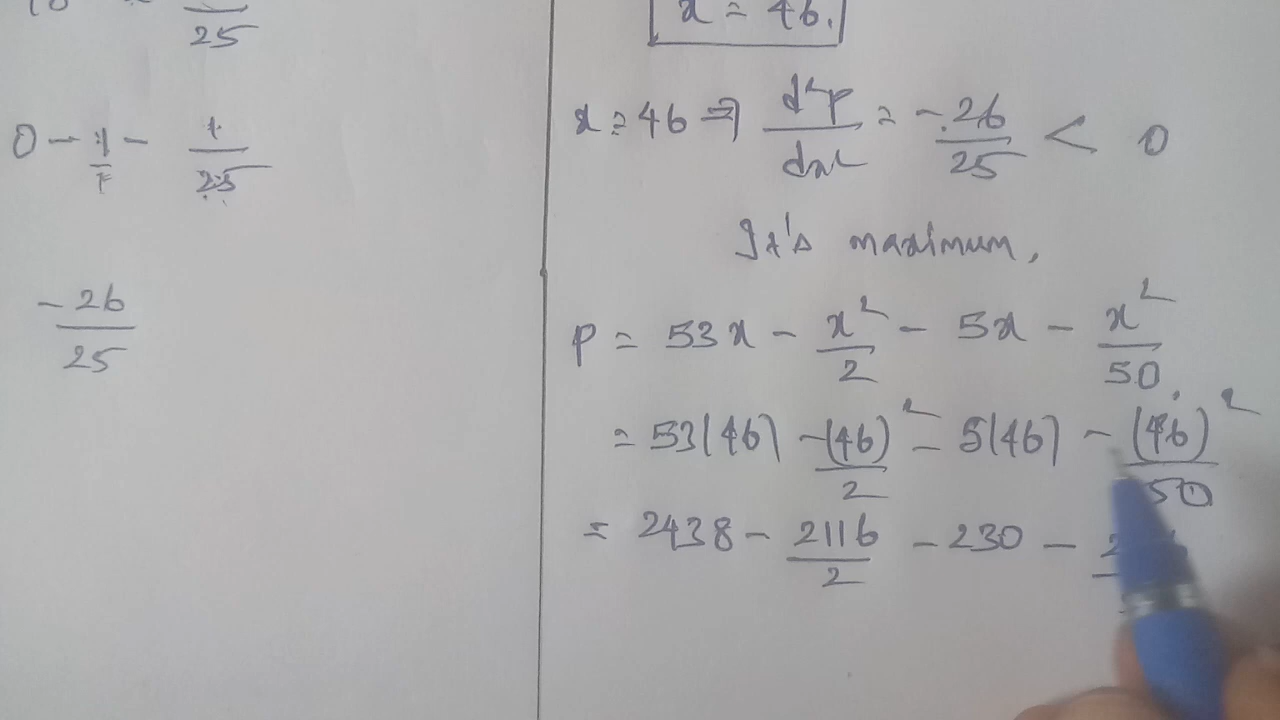 25
0 - 1/1 - 1/25
-26/25
x = 46.
x = 46 ⇒ d²p/dx² = -26/25 < 0
It's maximum,
P = 53x - x²/2 - 5x - x²/50
= 53(46) - (46)²/2 - 5(46) - (46)²/50
= 2438 - 2116/2 - 230 -